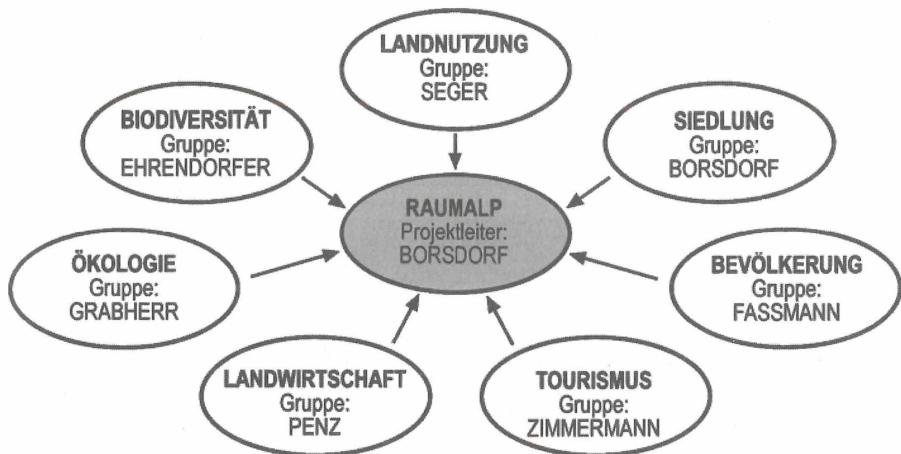 LANDNUTZUNG
Gruppe:
SEGER
BIODIVERSITÄT
Gruppe:
EHRENDORFER
SIEDLUNG
Gruppe:
BORSDORF
RAUMALP
Projektleiter:
BORSDORF
ÖKOLOGIE
Gruppe:
GRABHERR
BEVÖLKERUNG
Gruppe:
FASSMANN
LANDWIRTSCHAFT
Gruppe:
PENZ
TOURISMUS
Gruppe:
ZIMMERMANN